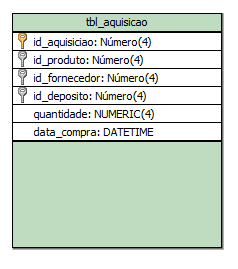 tbl_aquisicao
id_aquisiciao: Número(4)
id_produto: Número(4)
id_fornecedor: Número(4)
id_deposito: Número(4)
quantidade: NUMERIC(4)
data_compra: DATETIME